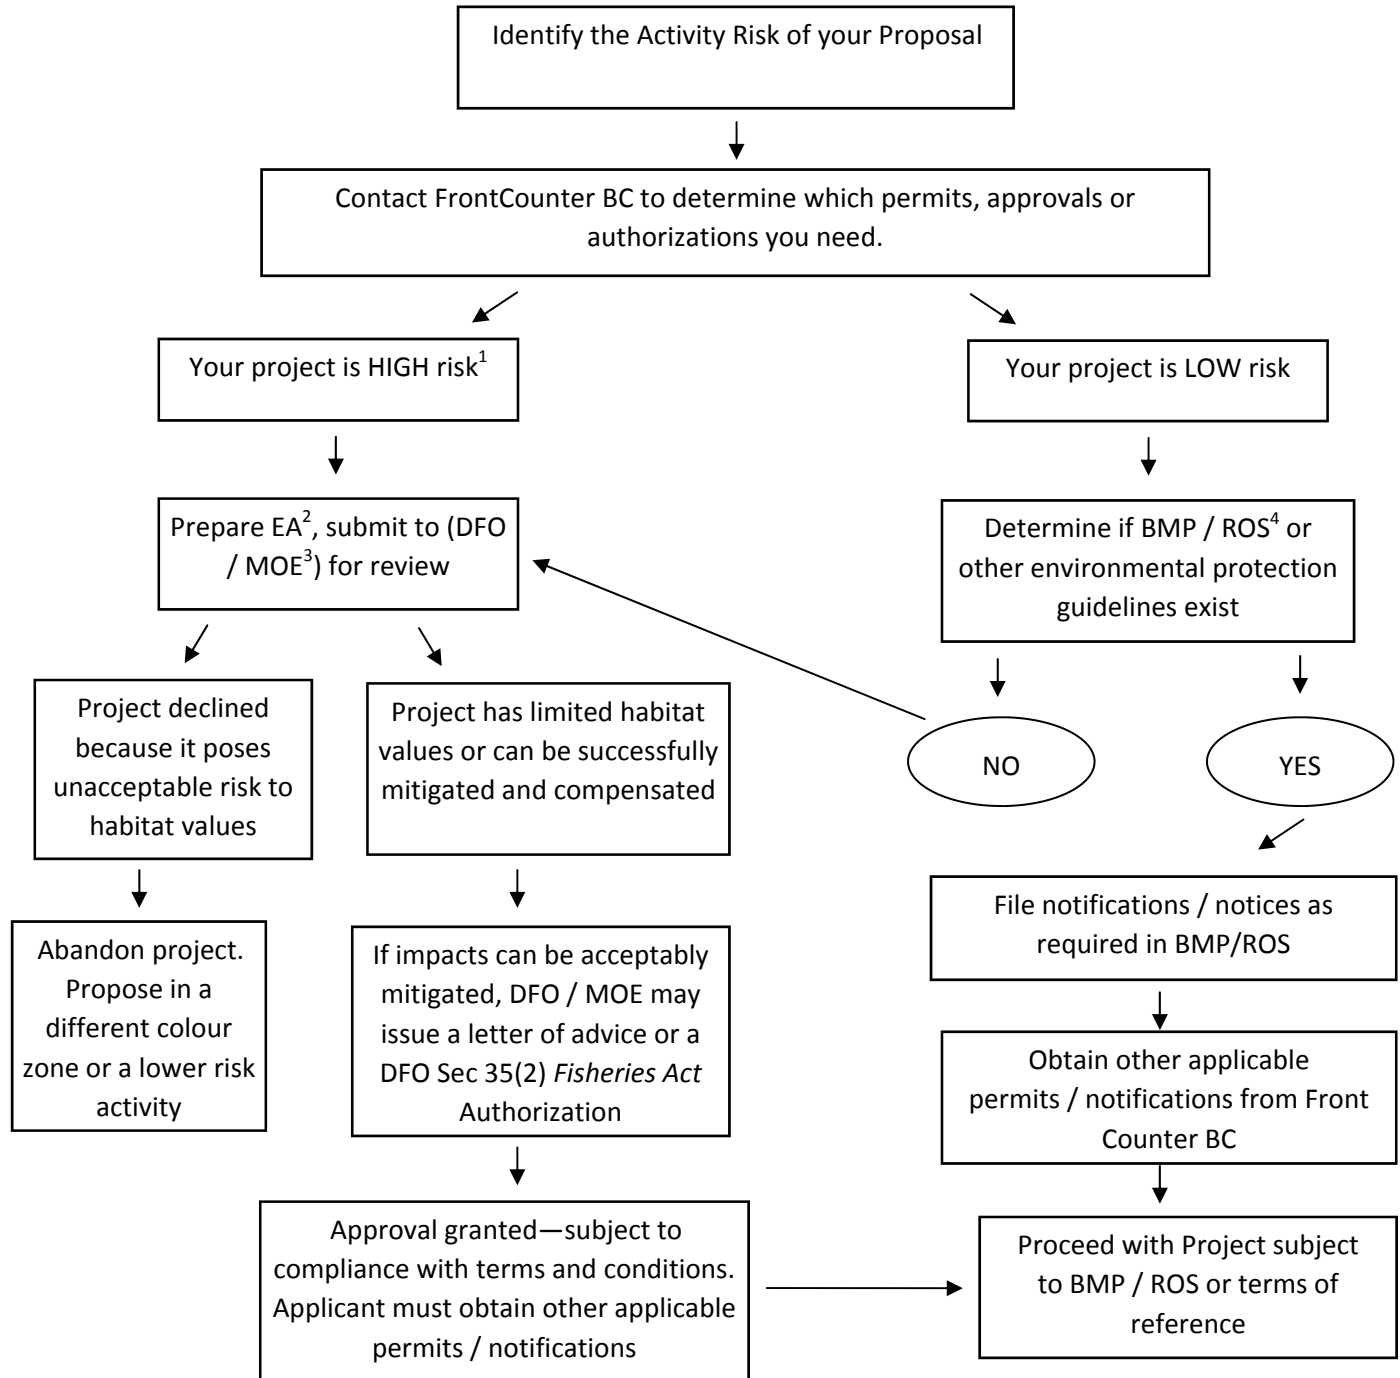 Identify the Activity Risk of your Proposal
Contact FrontCounter BC to determine which permits, approvals or
authorizations you need.
Your project is HIGH risk¹
Your project is LOW risk
Prepare EA², submit to (DFO
/ MOE³) for review
Determine if BMP / ROS⁴ or
other environmental protection
guidelines exist
Project declined
because it poses
unacceptable risk to
habitat values
Project has limited habitat
values or can be successfully
mitigated and compensated
NO
YES
Abandon project.
Propose in a
different colour
zone or a lower risk
activity
If impacts can be acceptably
mitigated, DFO / MOE may
issue a letter of advice or a
DFO Sec 35(2) Fisheries Act
Authorization
File notifications / notices as
required in BMP/ROS
Obtain other applicable
permits / notifications from Front
Counter BC
Approval granted—subject to
compliance with terms and conditions.
Applicant must obtain other applicable
permits / notifications
Proceed with Project subject
to BMP / ROS or terms of
reference